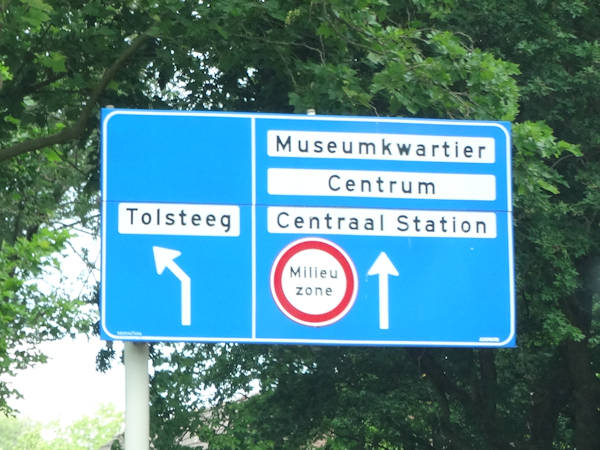 Tolsteeg
Museumkwartier
Centrum
Centraal Station
Milieu
zone